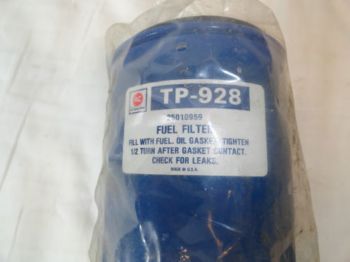 TP-928
25010959
FUEL FILTER
FILL WITH FUEL. OIL GASKET. TIGHTEN
1/2 TURN AFTER GASKET CONTACT.
CHECK FOR LEAKS.
MADE IN U.S.A.